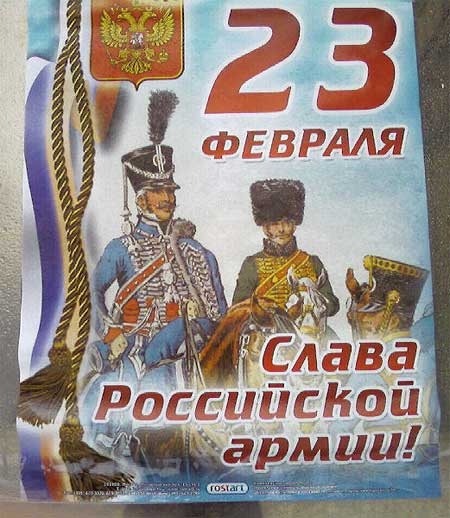 23
ФЕВРАЛЯ
Слава
Российской
армии!
rostart